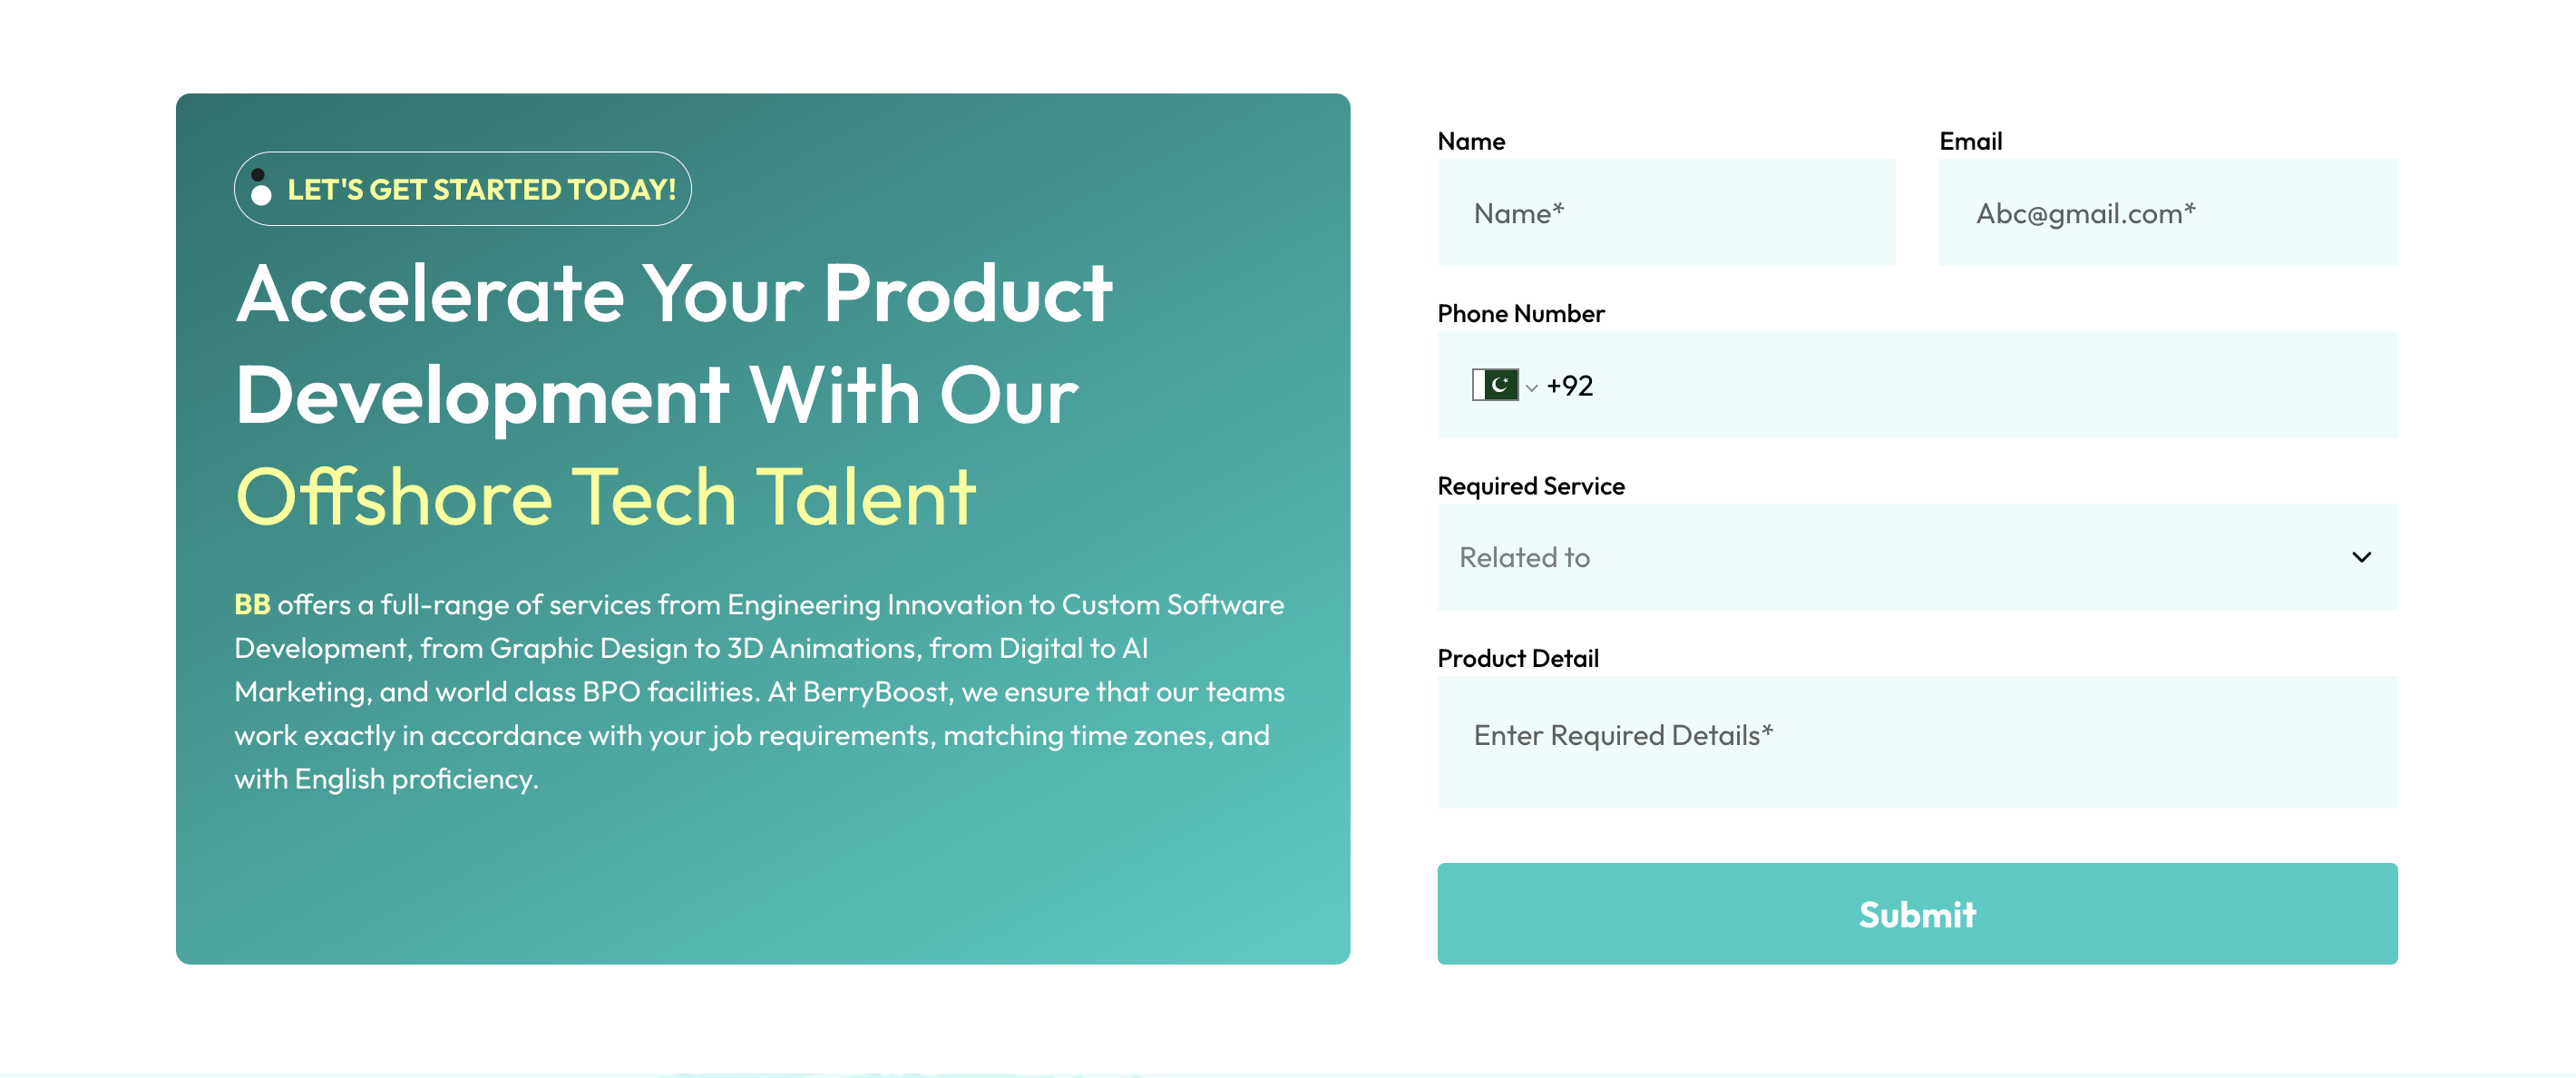 LET'S GET STARTED TODAY!
Accelerate Your Product
Development With Our
Offshore Tech Talent
BB offers a full-range of services from Engineering Innovation to Custom Software
Development, from Graphic Design to 3D Animations, from Digital to AI
Marketing, and world class BPO facilities. At BerryBoost, we ensure that our teams
work exactly in accordance with your job requirements, matching time zones, and
with English proficiency.
Name
Email
Name*
Abc@gmail.com*
Phone Number
+92
Required Service
Related to
Product Detail
Enter Required Details*
Submit